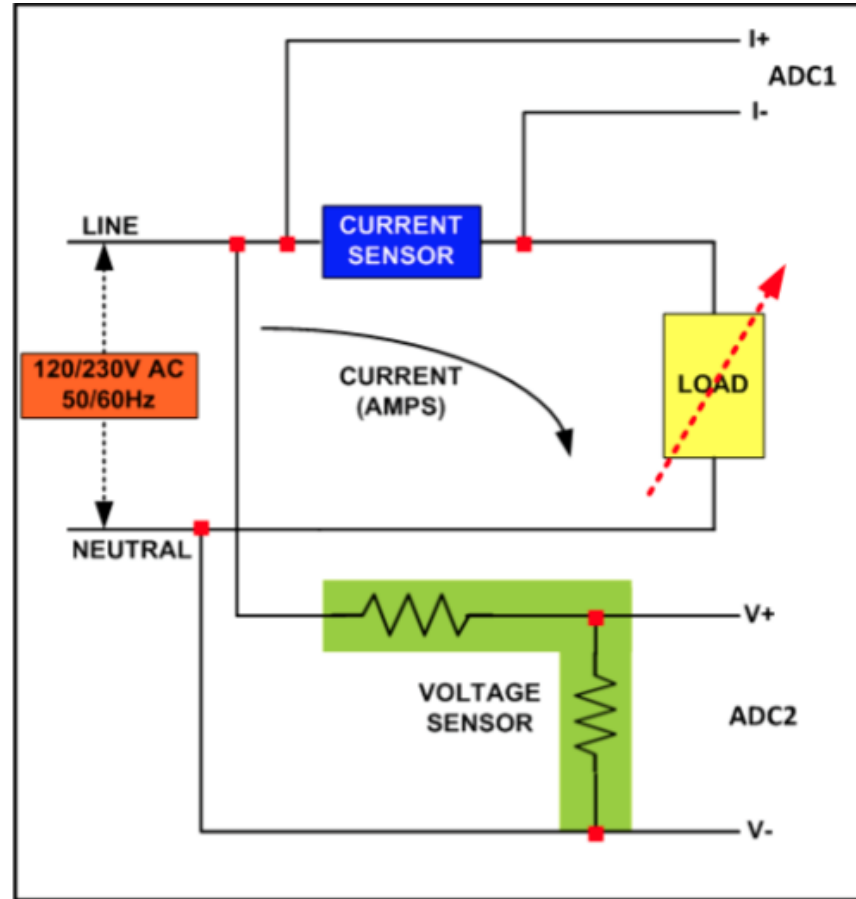 I+
ADC1
I-
LINE
CURRENT
SENSOR
120/230V AC
50/60Hz
CURRENT
(AMPS)
LOAD
NEUTRAL
V+
VOLTAGE
SENSOR
ADC2
V-